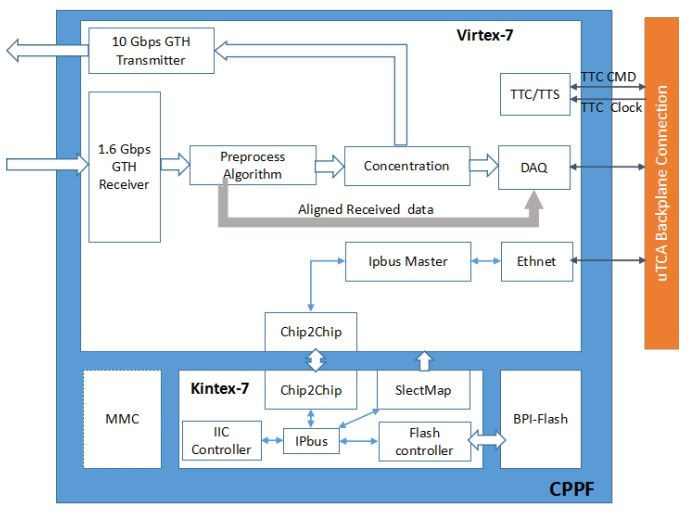 10 Gbps GTH
Transmitter
Virtex-7
TTC/TTS
TTC CMD
TTC Clock
1.6 Gbps
GTH
Receiver
Preprocess
Algorithm
Concentration
DAQ
Aligned Received data
Ipbus Master
Ethnet
uTCA Backplane Connection
Chip2Chip
Kintex-7
Chip2Chip
SlectMap
MMC
IIC
Controller
IPbus
Flash
controller
BPI-Flash
CPPF